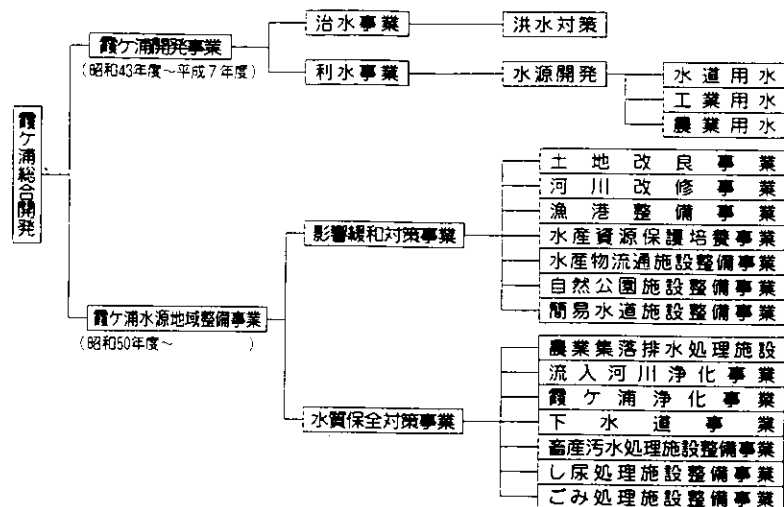 霞ケ浦総合開発
霞ケ浦開発事業
(昭和43年度〜平成7年度)
治水事業
洪水対策
利水事業
水源開発
水道用水
工業用水
農業用水
霞ケ浦水源地域整備事業
(昭和50年度〜　　　　)
影響緩和対策事業
土地改良事業
河川改修事業
漁港整備事業
水産資源保護培養事業
水産物流通施設整備事業
自然公園施設整備事業
簡易水道施設整備事業
水質保全対策事業
農業集落排水処理施設
流入河川浄化事業
霞ケ浦浄化事業
下水道事業
畜産汚水処理施設整備事業
し尿処理施設整備事業
ごみ処理施設整備事業